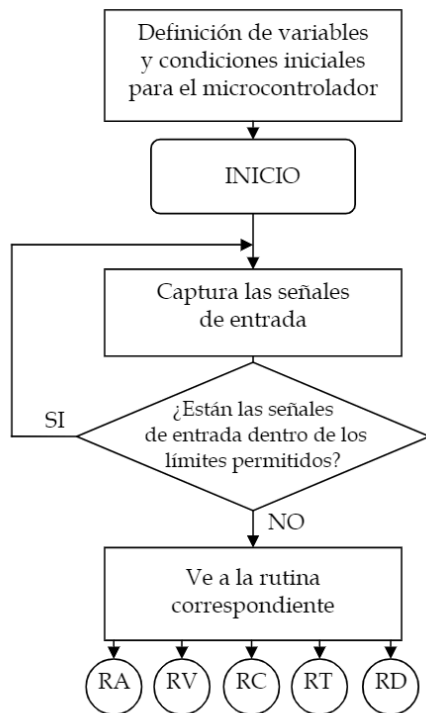 Definición de variables
y condiciones iniciales
para el microcontrolador
INICIO
Captura las señales
de entrada
¿Están las señales
de entrada dentro de los
límites permitidos?
SI
NO
Ve a la rutina
correspondiente
RA
RV
RC
RT
RD